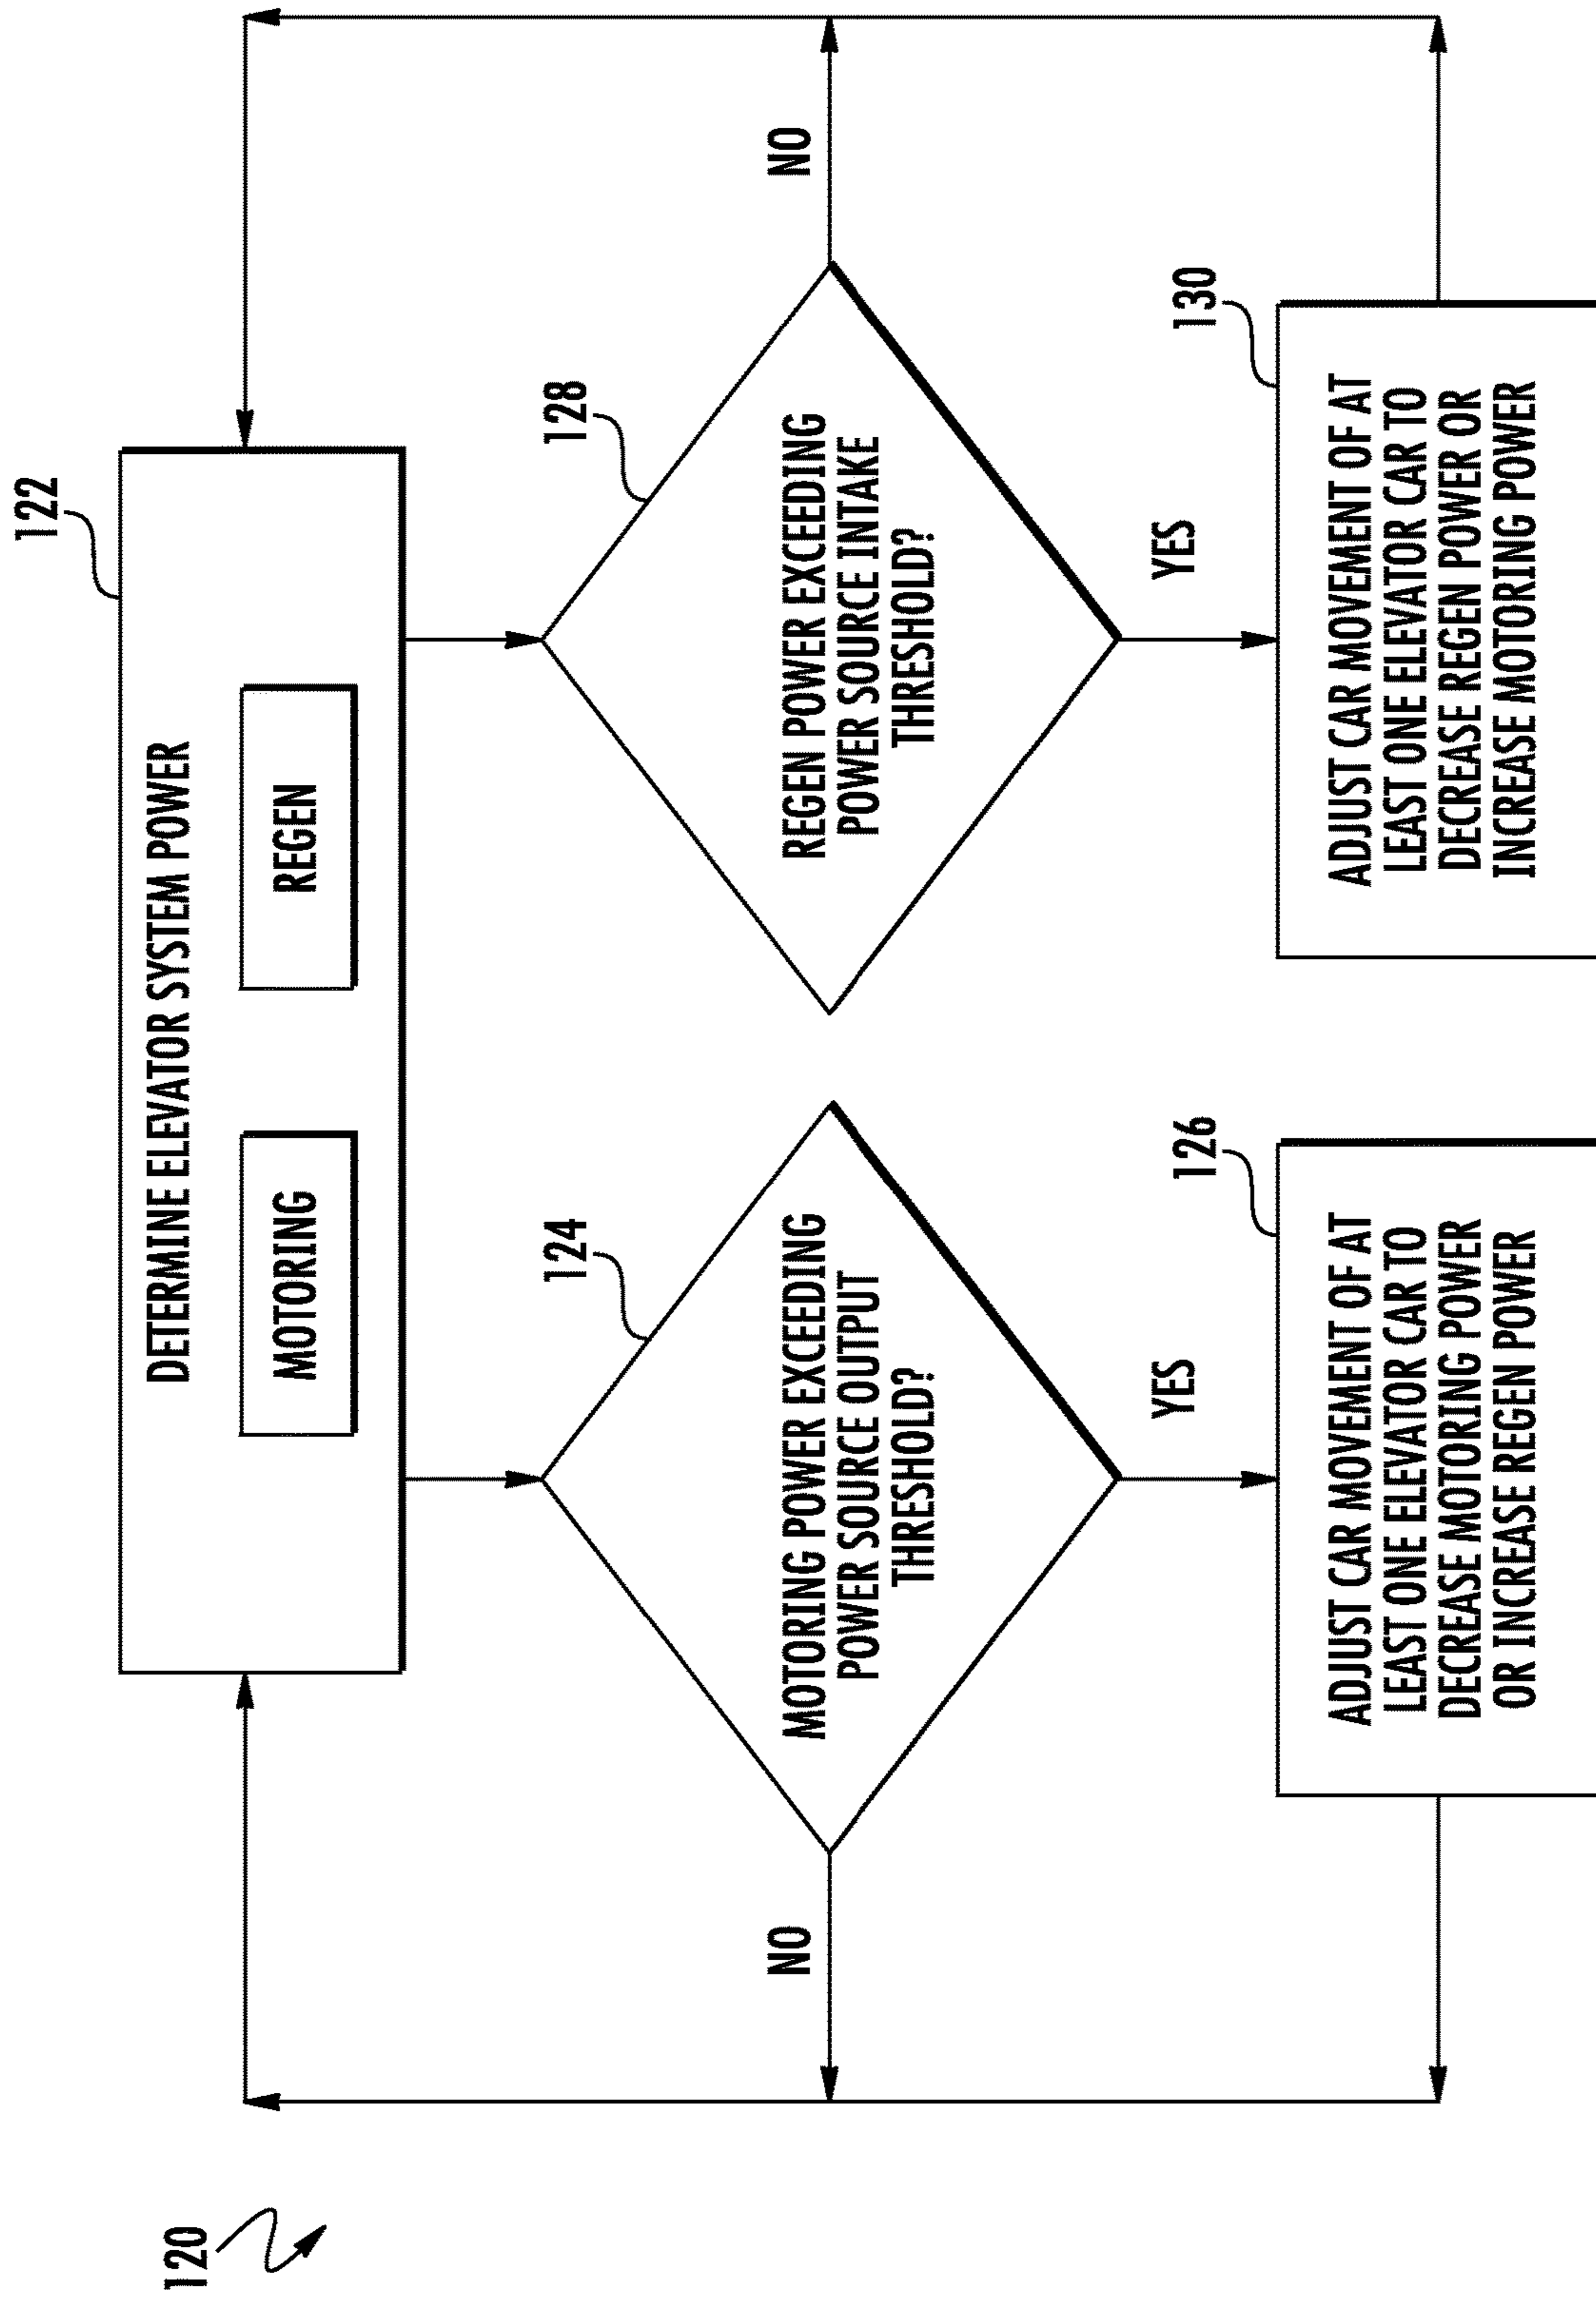 120
122
DETERMINE ELEVATOR SYSTEM POWER
MOTORING
REGEN
124
MOTORING POWER EXCEEDING
POWER SOURCE OUTPUT
THRESHOLD?
NO
YES
128
REGEN POWER EXCEEDING
POWER SOURCE INTAKE
THRESHOLD?
NO
YES
126
ADJUST CAR MOVEMENT OF AT
LEAST ONE ELEVATOR CAR TO
DECREASE MOTORING POWER
OR INCREASE REGEN POWER
130
ADJUST CAR MOVEMENT OF AT
LEAST ONE ELEVATOR CAR TO
DECREASE REGEN POWER OR
INCREASE MOTORING POWER